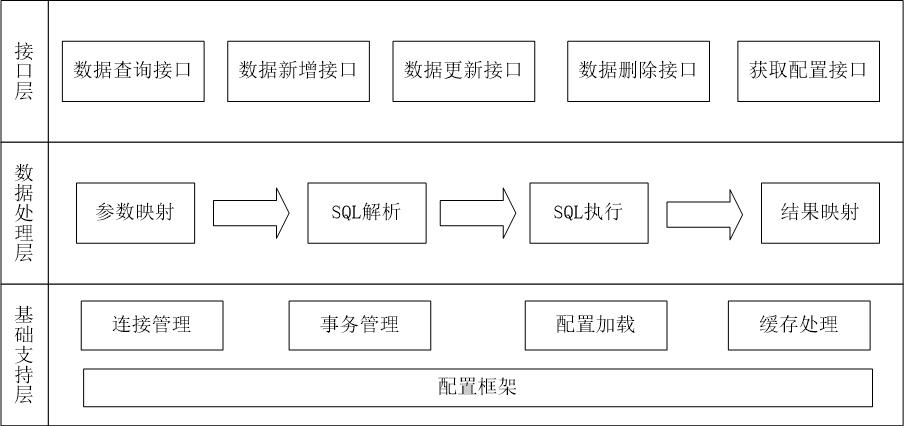 接口层
数据查询接口
数据新增接口
数据更新接口
数据删除接口
获取配置接口
数据处理层
参数映射
SQL解析
SQL执行
结果映射
基础支持层
连接管理
事务管理
配置加载
缓存处理
配置框架